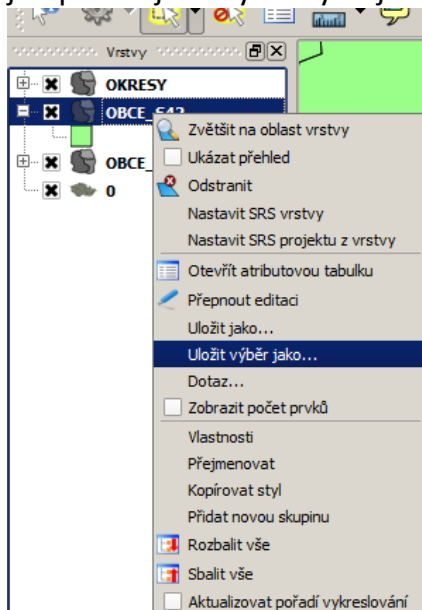 Vrstvy
OKRESY
OBCE_S42
OBCE_
0
Zvětšit na oblast vrstvy
Ukázat přehled
Odstranit
Nastavit SRS vrstvy
Nastavit SRS projektu z vrstvy
Otevřít atributovou tabulku
Přepnout editaci
Uložit jako...
Uložit výběr jako...
Dotaz...
Zobrazit počet prvků
Vlastnosti
Přejmenovat
Kopírovat styl
Přidat novou skupinu
Rozbalit vše
Sbalit vše
Aktualizovat pořadí vykreslování